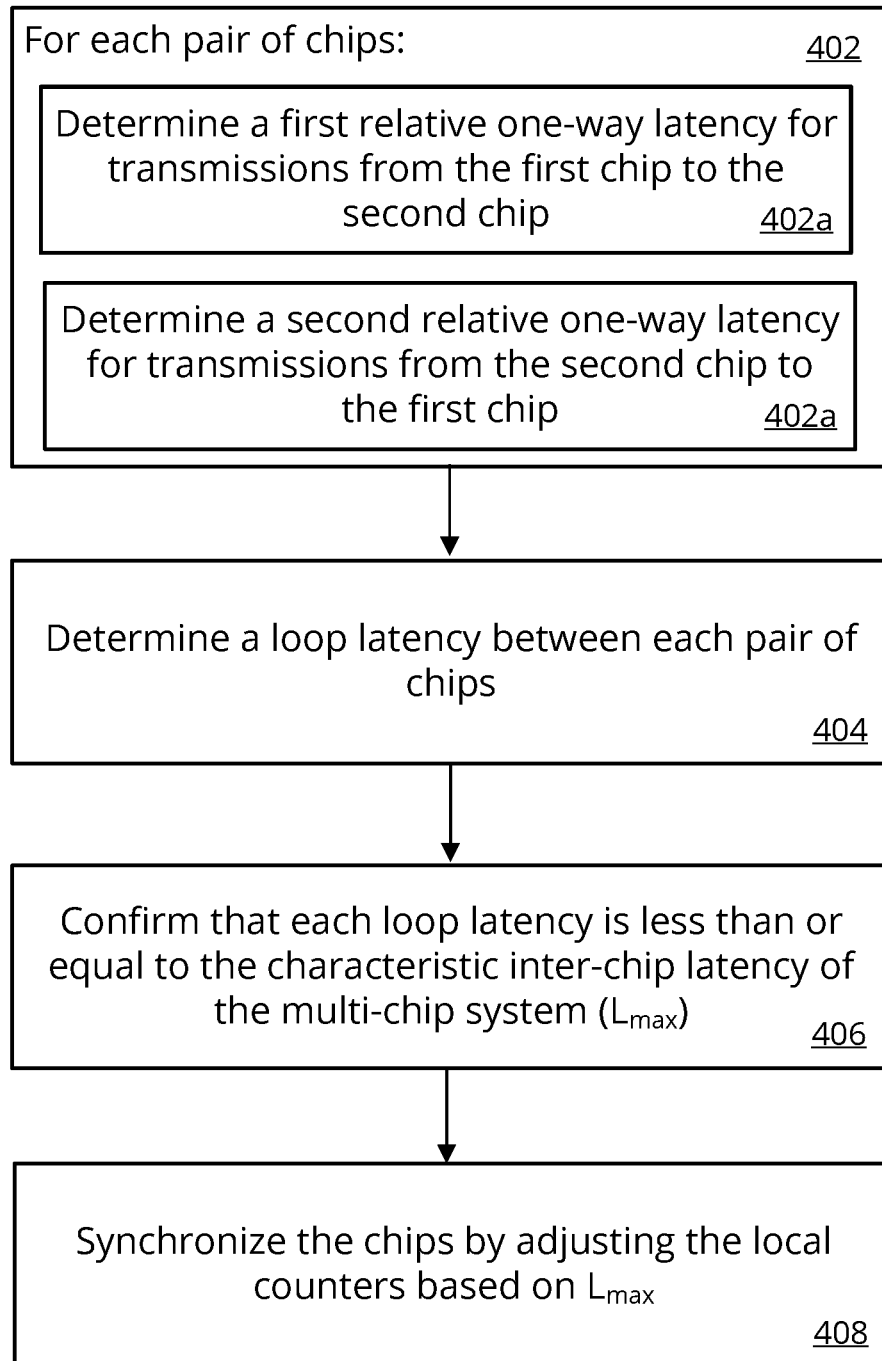 For each pair of chips:
402
Determine a first relative one-way latency for
transmissions from the first chip to the
second chip
402a
Determine a second relative one-way latency
for transmissions from the second chip to
the first chip
402a
Determine a loop latency between each pair of
chips
404
Confirm that each loop latency is less than or
equal to the characteristic inter-chip latency of
the multi-chip system (Lmax)
406
Synchronize the chips by adjusting the local
counters based on Lmax
408